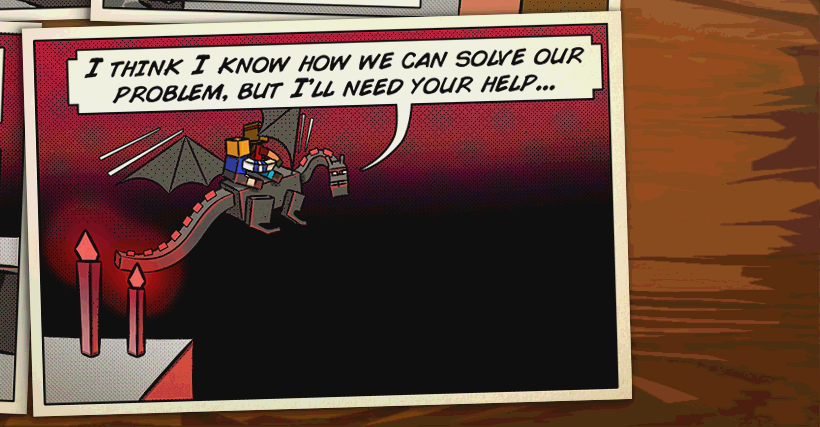 I THINK I KNOW HOW WE CAN SOLVE OUR
PROBLEM, BUT I'LL NEED YOUR HELP...